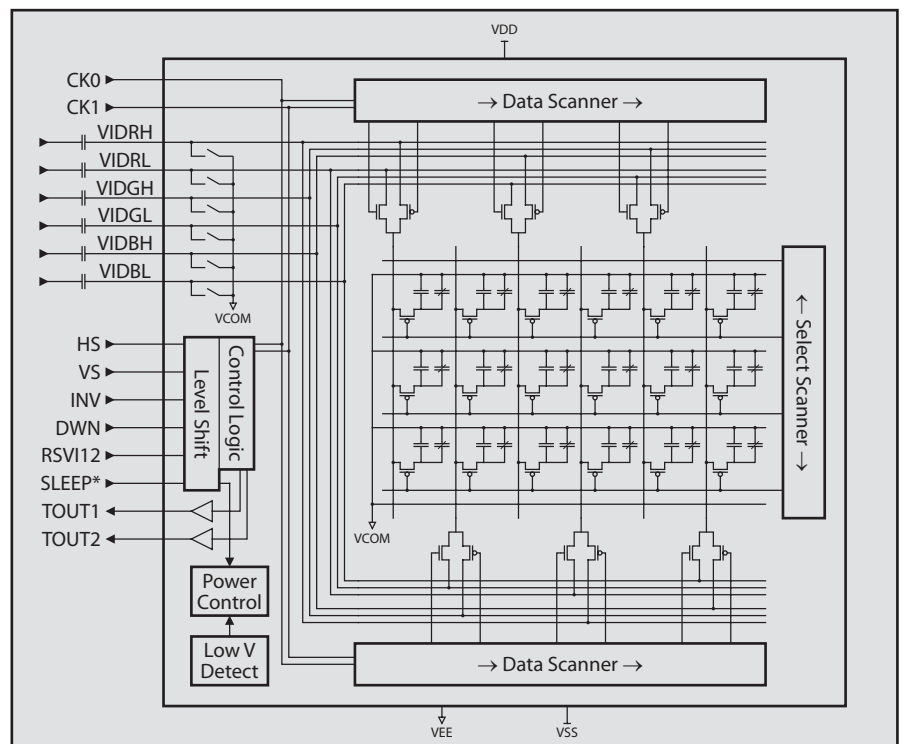 VDD
CK0
CK1
→ Data Scanner →
VIDRH
VIDRL
VIDGH
VIDGL
VIDBH
VIDBL
VCOM
← Select Scanner →
HS
VS
INV
DWN
RSVI12
SLEEP*
TOUT1
TOUT2
Level Shift
Control Logic
VCOM
Power
Control
Low V
Detect
→ Data Scanner →
VEE
VSS